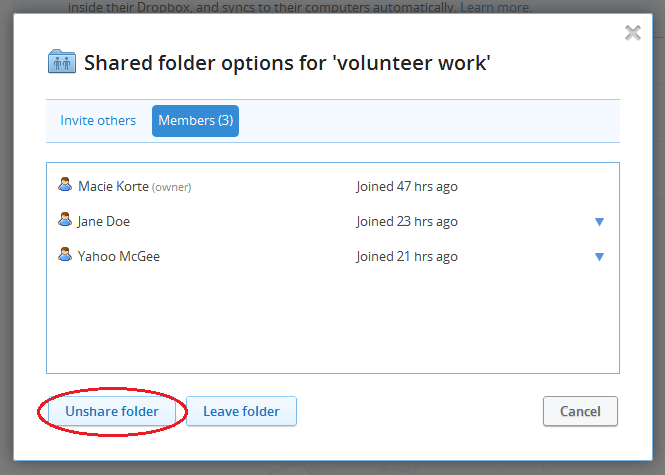 inside their Dropbox, and syncs to their computers automatically. Learn more.
Shared folder options for 'volunteer work'
Invite others Members (3)
Macie Korte (owner) Joined 47 hrs ago
Jane Doe Joined 23 hrs ago
Yahoo McGee Joined 21 hrs ago
Unshare folder Leave folder Cancel